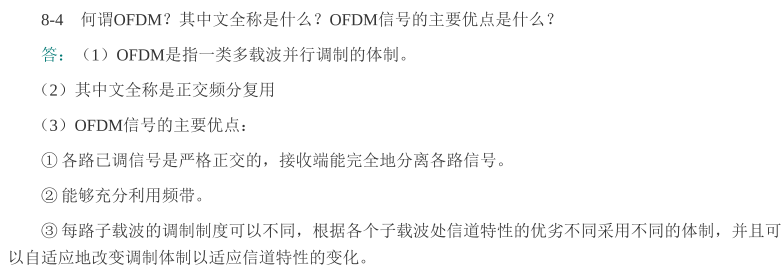 8-4 何谓OFDM？其中文全称是什么？OFDM信号的主要优点是什么？
答：（1）OFDM是指一类多载波并行调制的体制。
（2）其中文全称是正交频分复用
（3）OFDM信号的主要优点：
① 各路已调信号是严格正交的，接收端能完全地分离各路信号。
② 能够充分利用频带。
③ 每路子载波的调制制度可以不同，根据各个子载波处信道特性的优劣不同采用不同的体制，并且可
以自适应地改变调制体制以适应信道特性的变化。